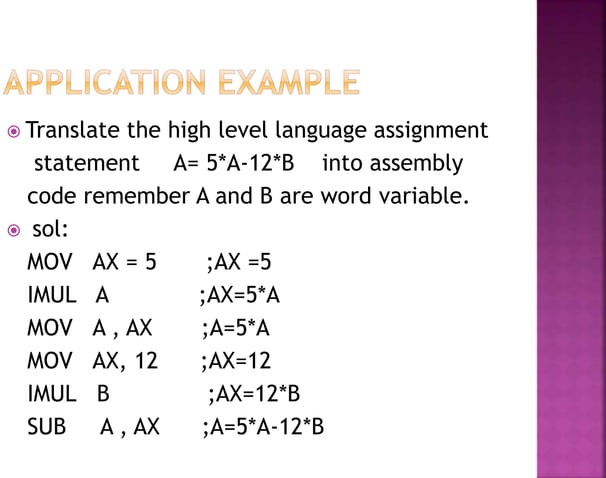 APPLICATION EXAMPLE
Translate the high level language assignment
statement A= 5*A-12*B into assembly
code remember A and B are word variable.
sol:
MOV AX = 5 ;AX =5
IMUL A ;AX=5*A
MOV A , AX ;A=5*A
MOV AX, 12 ;AX=12
IMUL B ;AX=12*B
SUB A , AX ;A=5*A-12*B